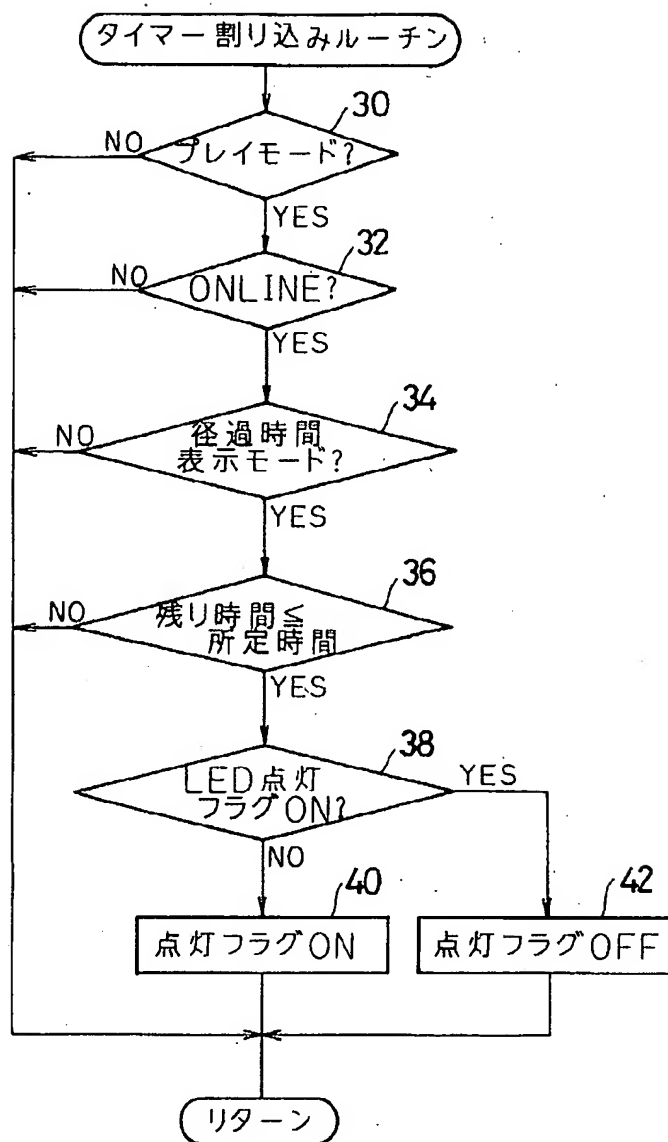 タイマー割り込みルーチン
30
NO
プレイモード?
YES
32
NO
ONLINE?
YES
34
NO
径過時間
表示モード?
YES
36
NO
残り時間≦
所定時間
YES
38
LED点灯
フラグON?
YES
NO
40
42
点灯フラグON
点灯フラグOFF
リターン